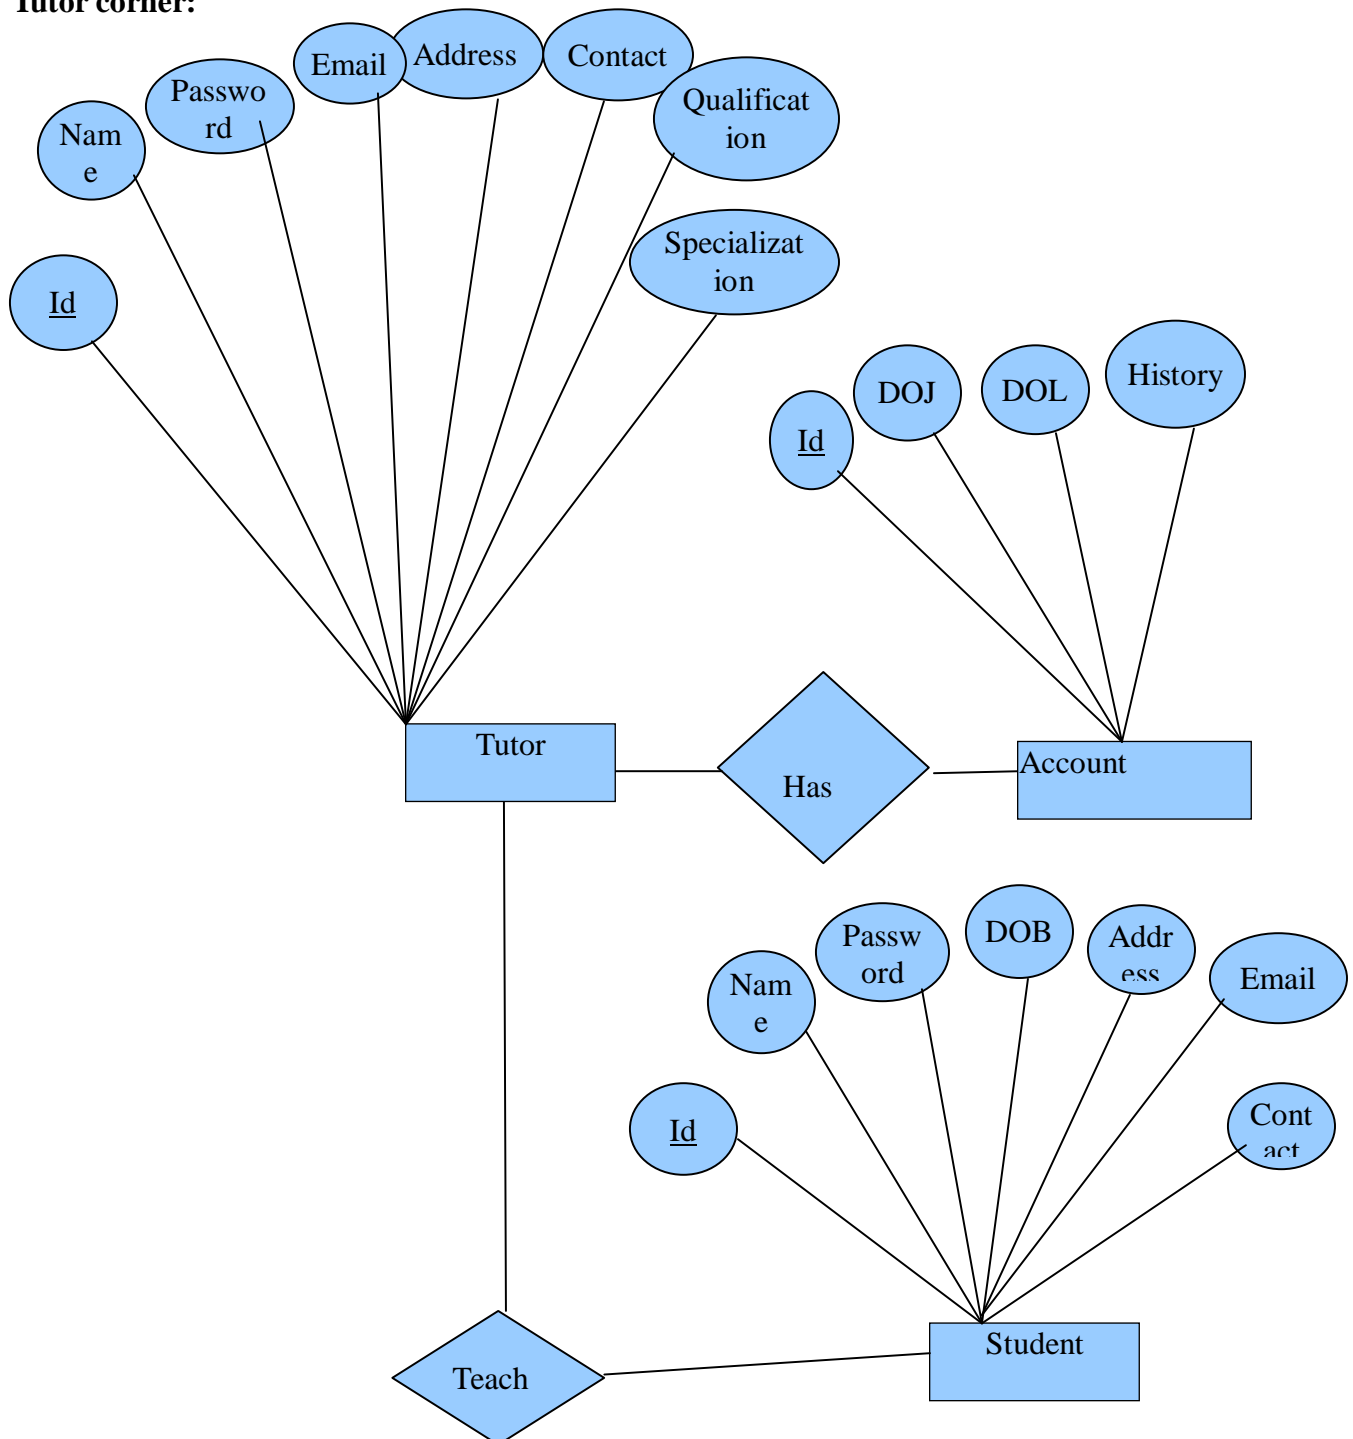 Tutor corner:
Email
Address
Contact
Passwo
rd
Qualificat
ion
Nam
e
Specializat
ion
Id
History
DOJ
DOL
Id
Tutor
Account
Has
Passw
ord
DOB
Addr
ess
Email
Nam
e
Cont
act
Id
Student
Teach